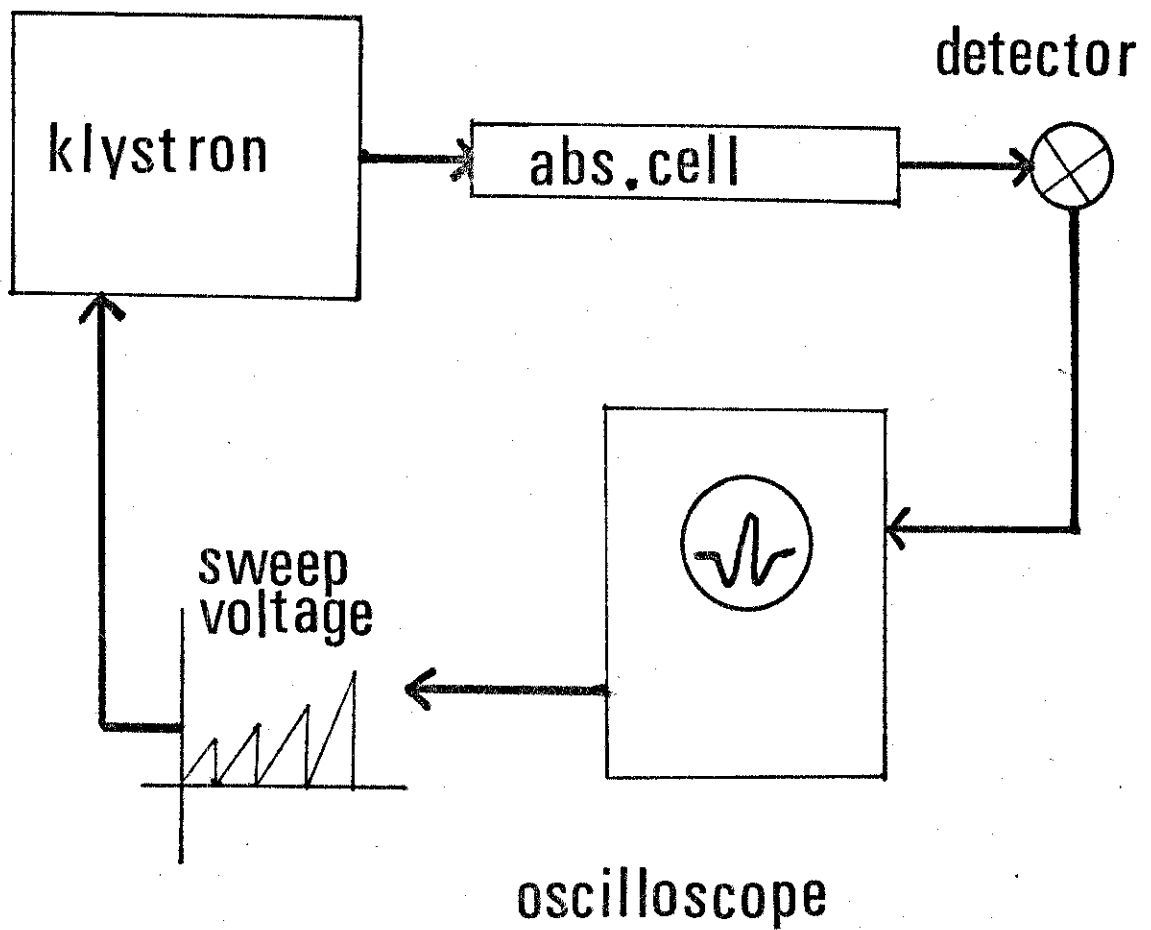 detector
klystron
abs.cell
sweep
voltage
oscilloscope